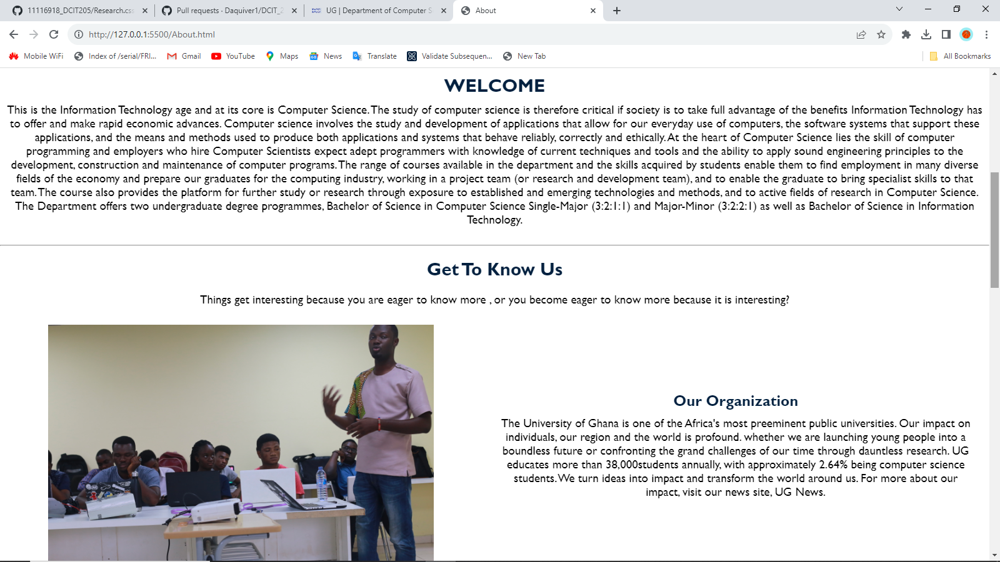 11116918_DCIT205/Research.css
Pull requests · Daquiver1/DCIT_2
UG | Department of Computer S
About
http://127.0.0.1:5500/About.html
Mobile WiFi
Index of /serial/FRI...
Gmail
YouTube
Maps
News
Translate
Validate Subsequen...
New Tab
All Bookmarks
WELCOME
This is the Information Technology age and at its core is Computer Science. The study of computer science is therefore critical if society is to take full advantage of the benefits Information Technology has
to offer and make rapid economic advances. Computer science involves the study and development of applications that allow for our everyday use of computers, the software systems that support these
applications, and the means and methods used to produce both applications and systems that behave reliably, correctly and ethically. At the heart of Computer Science lies the skill of computer
programming and employers who hire Computer Scientists expect adept programmers with knowledge of current techniques and tools and the ability to apply sound engineering principles to the
development, construction and maintenance of computer programs. The range of courses available in the department and the skills acquired by students enable them to find employment in many diverse
fields of the economy and prepare our graduates for the computing industry, working in a project team (or research and development team), and to enable the graduate to bring specialist skills to that
team. The course also provides the platform for further study or research through exposure to established and emerging technologies and methods, and to active fields of research in Computer Science.
The Department offers two undergraduate degree programmes, Bachelor of Science in Computer Science Single-Major (3:2:1:1) and Major-Minor (3:2:2:1) as well as Bachelor of Science in Information
Technology.
Get To Know Us
Things get interesting because you are eager to know more , or you become eager to know more because it is interesting?
Our Organization
The University of Ghana is one of the Africa's most preeminent public universities. Our impact on
individuals, our region and the world is profound. whether we are launching young people into a
boundless future or confronting the grand challenges of our time through dauntless research. UG
educates more than 38,000students annually, with approximately 2.64% being computer science
students. We turn ideas into impact and transform the world around us. For more about our
impact, visit our news site, UG News.